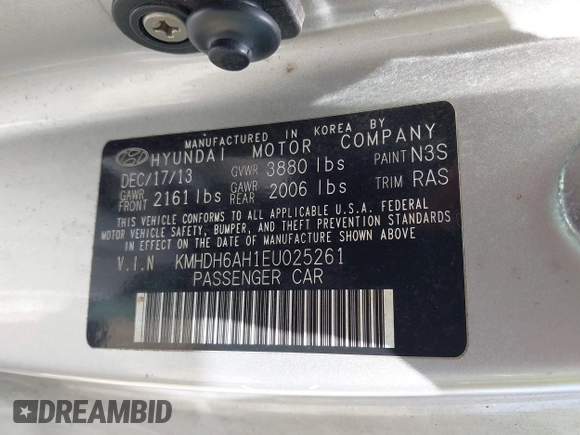 MANUFACTURED IN KOREA BY
HYUNDAI MOTOR COMPANY
DEC/17/13 GVWR 3880 lbs PAINT N3S
GAWR FRONT 2161 lbs GAWR REAR 2006 lbs TRIM RAS
THIS VEHICLE CONFORMS TO ALL APPLICABLE U.S.A. FEDERAL
MOTOR VEHICLE SAFETY, BUMPER, AND THEFT PREVENTION STANDARDS
IN EFFECT ON THE DATE OF MANUFACTURE SHOWN ABOVE.
V.I.N KMHDH6AH1EU025261
PASSENGER CAR
DREAMBID